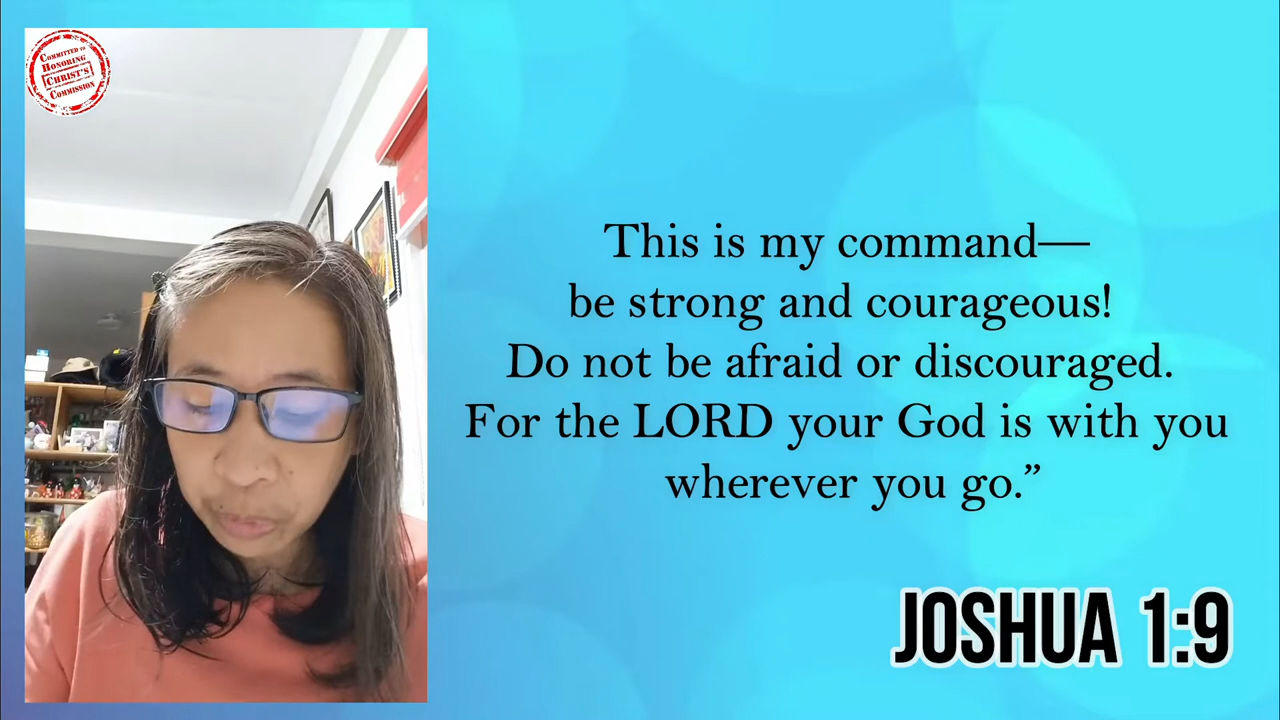 COMMITTED TO
HONORING
CHRIST'S
COMMISSION
This is my command—
be strong and courageous!
Do not be afraid or discouraged.
For the LORD your God is with you
wherever you go.”
JOSHUA 1:9